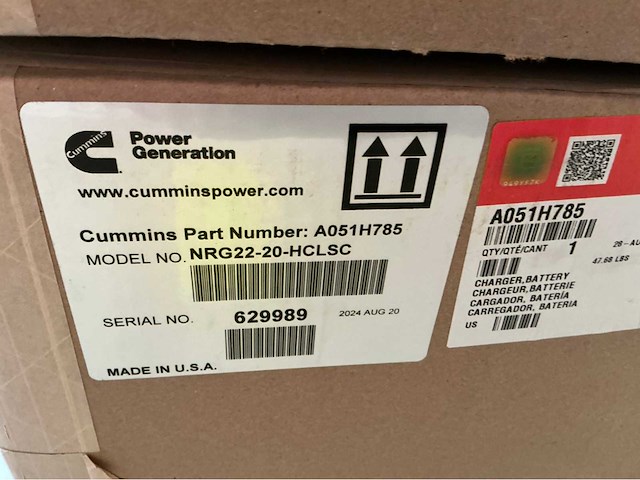 Cummins
Power
Generation
www.cumminspower.com
Cummins Part Number: A051H785
MODEL NO. NRG22-20-HCLSC
SERIAL NO. 629989 2024 AUG 20
MADE IN U.S.A.
A051H785
QTY/QTÉ/CANT 1
47.68 LBS
CHARGER,BATTERY
CHARGEUR,BATTERIE
CARGADOR, BATERÍA
CARREGADOR, BATERIA
US